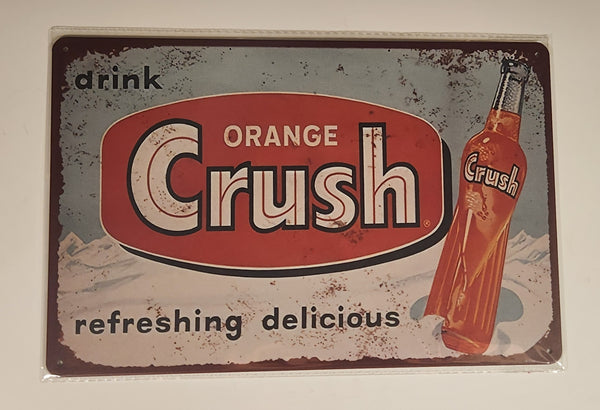 drink
ORANGE
Crush®
Crush
refreshing delicious